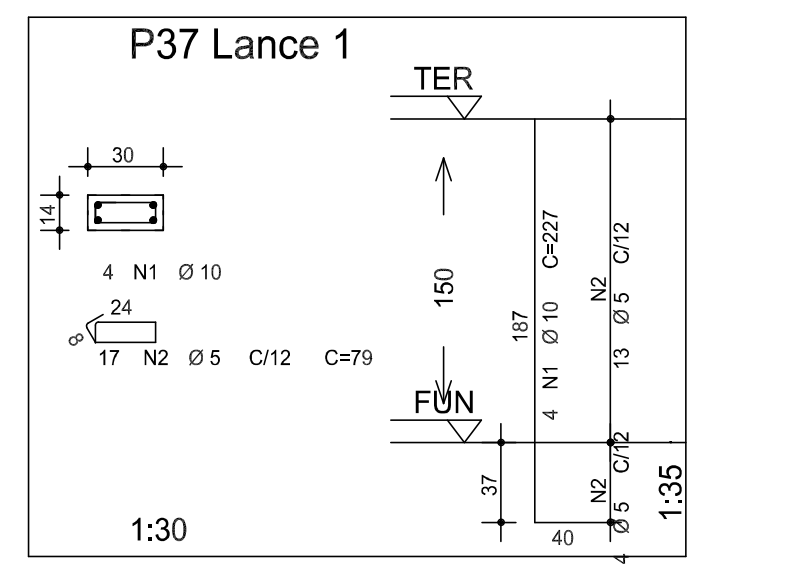 P37 Lance 1
TER
30
14
4 N1 Ø 10
24
8
17 N2 Ø 5 C/12 C=79
150
187
4 N1 Ø 10 C=227
13 Ø 5 C/12
N2
FUN
37
4 Ø 5 C/12
N2
40
1:30
1:35